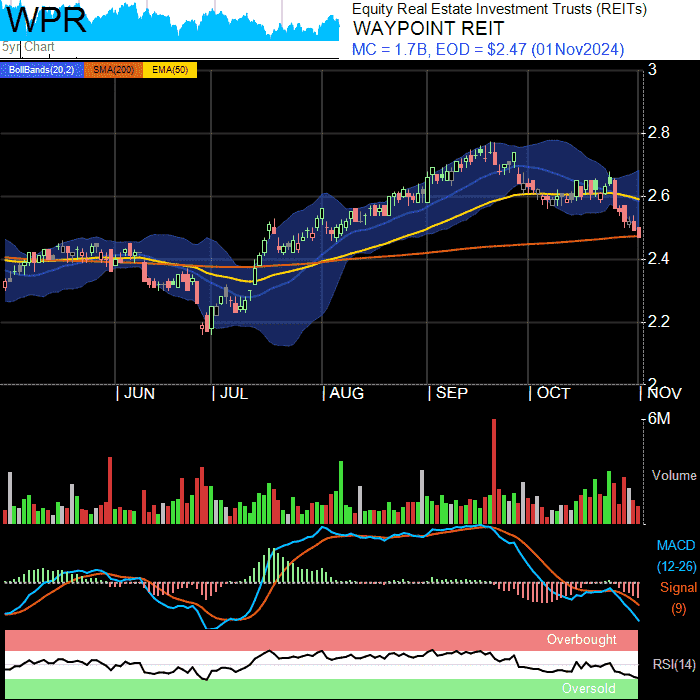 WPR
5yr Chart
Equity Real Estate Investment Trusts (REITs)
WAYPOINT REIT
MC = 1.7B, EOD = $2.47 (01Nov2024)
BollBands(20,2) SMA(200) EMA(50)
3
2.8
2.6
2.4
2.2
2
JUN JUL AUG SEP OCT NOV
6M
Volume
MACD
(12-26)
Signal
(9)
Overbought
RSI(14)
Oversold